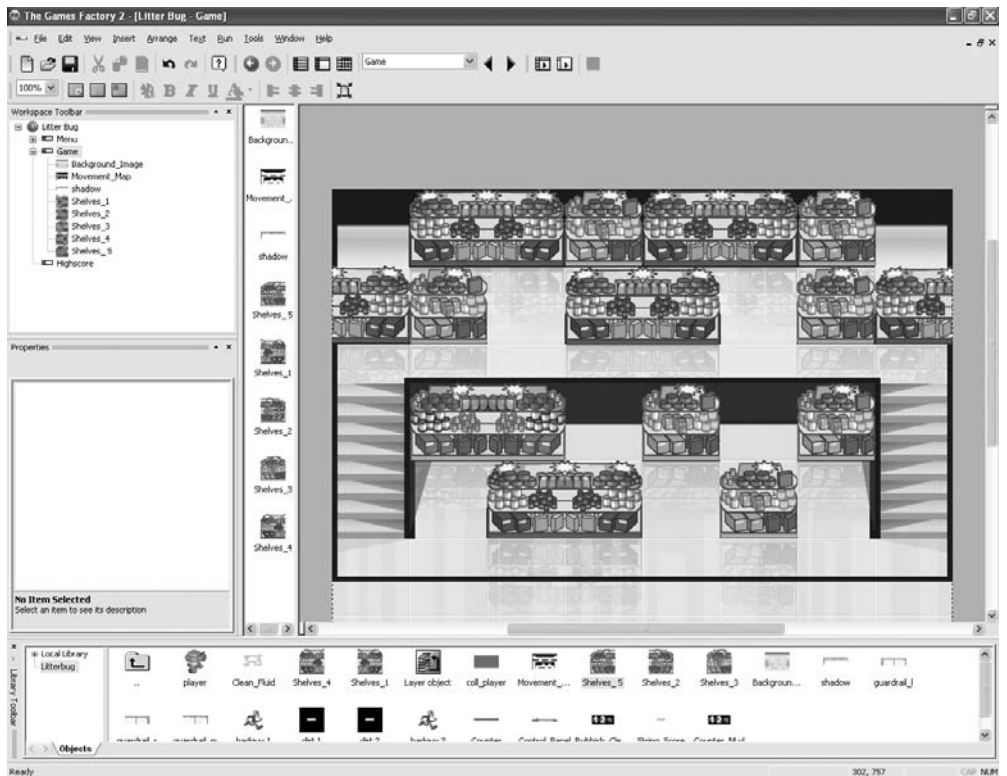 The Games Factory 2 - [Litter Bug - Game]
File Edit View Insert Arrange Text Run Tools Window Help
Game
100% B I U A
Workspace Toolbar
Litter Bug
Menu
Game
Background_Image
Movement_Map
shadow
Shelves_1
Shelves_2
Shelves_3
Shelves_4
Shelves_5
Highscore
Backgroun...
Movement_...
shadow
Shelves_5
Shelves_1
Shelves_2
Shelves_3
Shelves_4
Properties
No Item Selected
Select an item to see its description
Library Toolbar
Local Library
Litterbug
Objects
.. player Clean_Fluid Shelves_4 Shelves_1 Layer object coll_player Movement_... Shelves_5 Shelves_2 Shelves_3 Backgroun... shadow guardrail_l
Counter Control_Panel
Ready 302, 757 CAP NUM